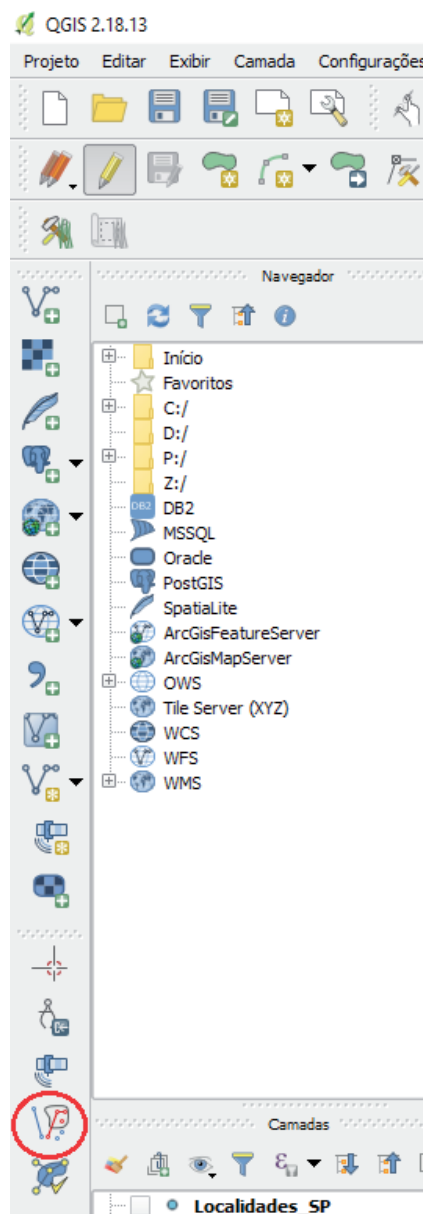 QGIS 2.18.13
Projeto Editar Exibir Camada Configurações
Navegador
Início
Favoritos
C:/
D:/
P:/
Z:/
DB2 DB2
MSSQL
Oracle
PostGIS
SpatiaLite
ArcGisFeatureServer
ArcGisMapServer
OWS
Tile Server (XYZ)
WCS
WFS
WMS
Camadas
Localidades_SP